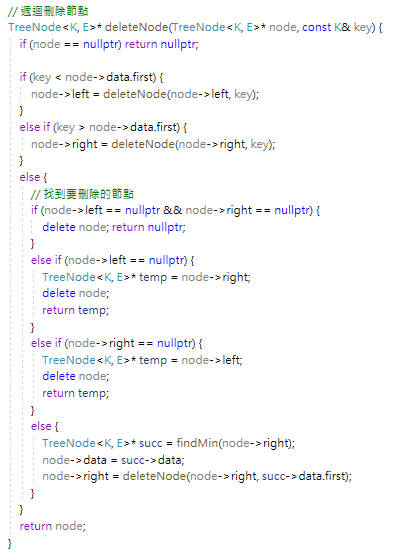 // 遞迴刪除節點
TreeNode<K, E>* deleteNode(TreeNode<K, E>* node, const K& key) {
    if (node == nullptr) return nullptr;

    if (key < node->data.first) {
        node->left = deleteNode(node->left, key);
    }
    else if (key > node->data.first) {
        node->right = deleteNode(node->right, key);
    }
    else {
        // 找到要刪除的節點
        if (node->left == nullptr && node->right == nullptr) {
            delete node; return nullptr;
        }
        else if (node->left == nullptr) {
            TreeNode<K, E>* temp = node->right;
            delete node;
            return temp;
        }
        else if (node->right == nullptr) {
            TreeNode<K, E>* temp = node->left;
            delete node;
            return temp;
        }
        else {
            TreeNode<K, E>* succ = findMin(node->right);
            node->data = succ->data;
            node->right = deleteNode(node->right, succ->data.first);
        }
    }
    return node;
}